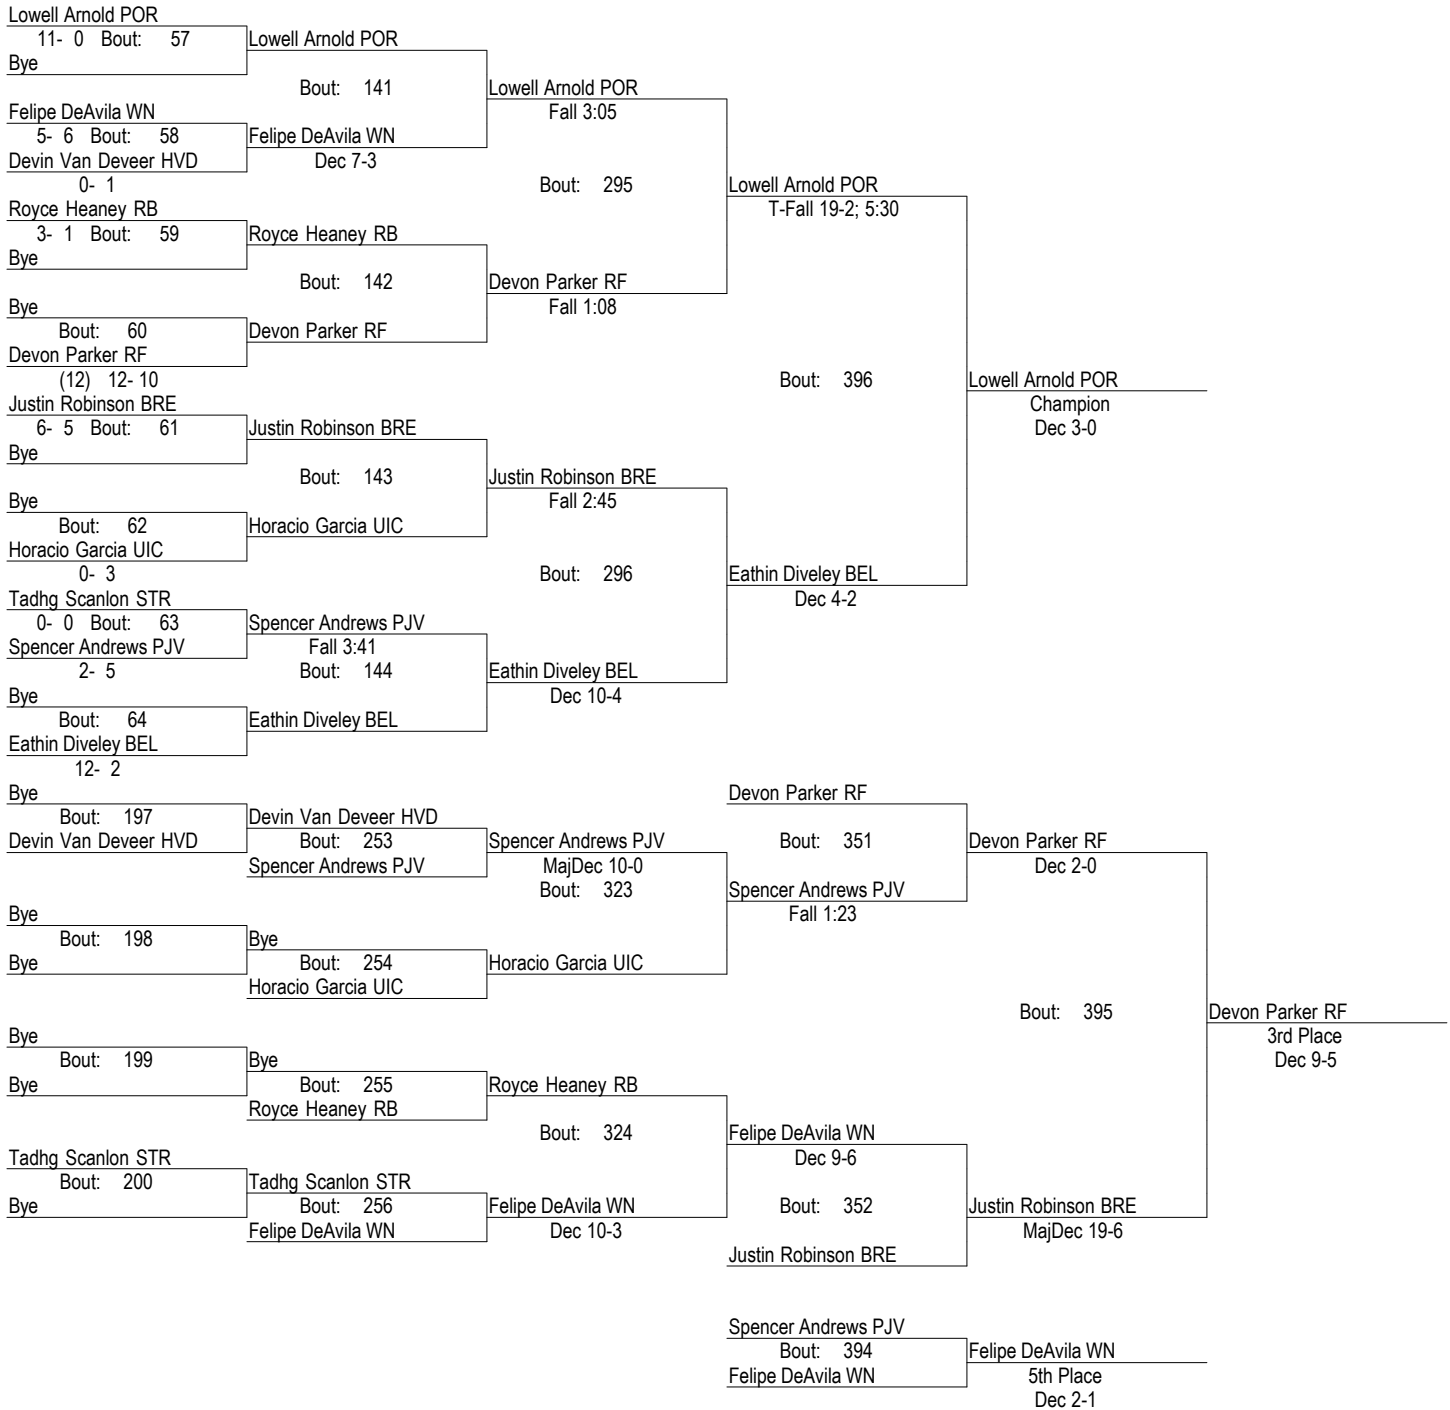 Lowell Arnold POR
11- 0 Bout: 57
Lowell Arnold POR
Bye
Bout: 141
Lowell Arnold POR
Fall 3:05
Felipe DeAvila WN
5- 6 Bout: 58
Felipe DeAvila WN
Devin Van Deveer HVD
Dec 7-3
0- 1
Bout: 295
Lowell Arnold POR
T-Fall 19-2; 5:30
Royce Heaney RB
3- 1 Bout: 59
Royce Heaney RB
Bye
Bout: 142
Devon Parker RF
Fall 1:08
Bye
Bout: 60
Devon Parker RF
Devon Parker RF
(12) 12- 10
Bout: 396
Lowell Arnold POR
Champion
Dec 3-0
Justin Robinson BRE
6- 5 Bout: 61
Justin Robinson BRE
Bye
Bout: 143
Justin Robinson BRE
Fall 2:45
Bye
Bout: 62
Horacio Garcia UIC
Horacio Garcia UIC
0- 3
Bout: 296
Eathin Diveley BEL
Dec 4-2
Tadhg Scanlon STR
0- 0 Bout: 63
Spencer Andrews PJV
Spencer Andrews PJV
Fall 3:41
2- 5
Bout: 144
Eathin Diveley BEL
Dec 10-4
Bye
Bout: 64
Eathin Diveley BEL
Eathin Diveley BEL
12- 2
Bye
Bout: 197
Devin Van Deveer HVD
Devin Van Deveer HVD
Bout: 253
Spencer Andrews PJV
Spencer Andrews PJV
MajDec 10-0
Bout: 323
Devon Parker RF
Bout: 351
Devon Parker RF
Dec 2-0
Spencer Andrews PJV
Fall 1:23
Bye
Bout: 198
Bye
Bye
Bout: 254
Horacio Garcia UIC
Horacio Garcia UIC
Bout: 395
Devon Parker RF
3rd Place
Dec 9-5
Bye
Bout: 199
Bye
Bye
Bout: 255
Royce Heaney RB
Royce Heaney RB
Bout: 324
Felipe DeAvila WN
Dec 9-6
Tadhg Scanlon STR
Bout: 200
Tadhg Scanlon STR
Bye
Bout: 256
Felipe DeAvila WN
Felipe DeAvila WN
Dec 10-3
Bout: 352
Justin Robinson BRE
MajDec 19-6
Justin Robinson BRE
Spencer Andrews PJV
Bout: 394
Felipe DeAvila WN
Felipe DeAvila WN
5th Place
Dec 2-1